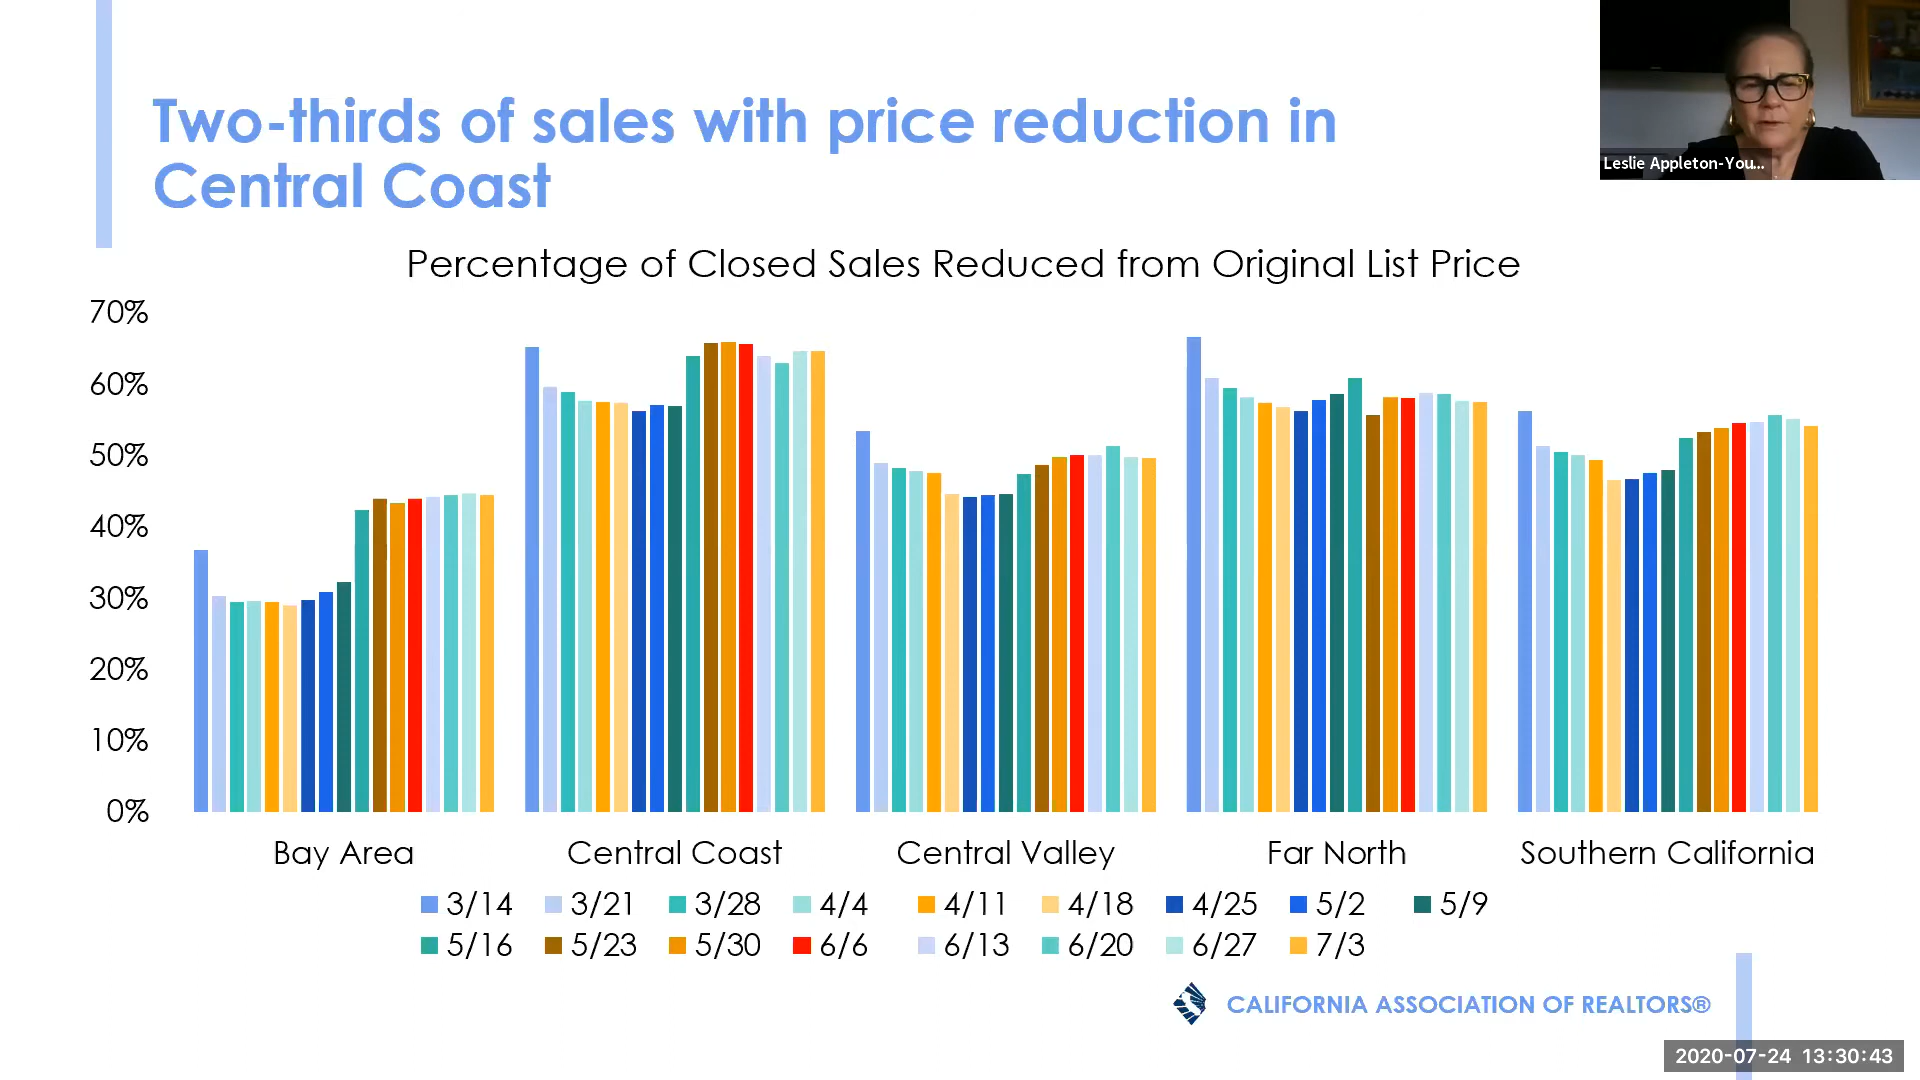 Two-thirds of sales with price reduction in
Central Coast
Leslie Appleton-You...
Percentage of Closed Sales Reduced from Original List Price
70%
60%
50%
40%
30%
20%
10%
0%
Bay Area Central Coast Central Valley Far North Southern California
3/14 3/21 3/28 4/4 4/11 4/18 4/25 5/2 5/9
5/16 5/23 5/30 6/6 6/13 6/20 6/27 7/3
CALIFORNIA ASSOCIATION OF REALTORS®
2020-07-24 13:30:43